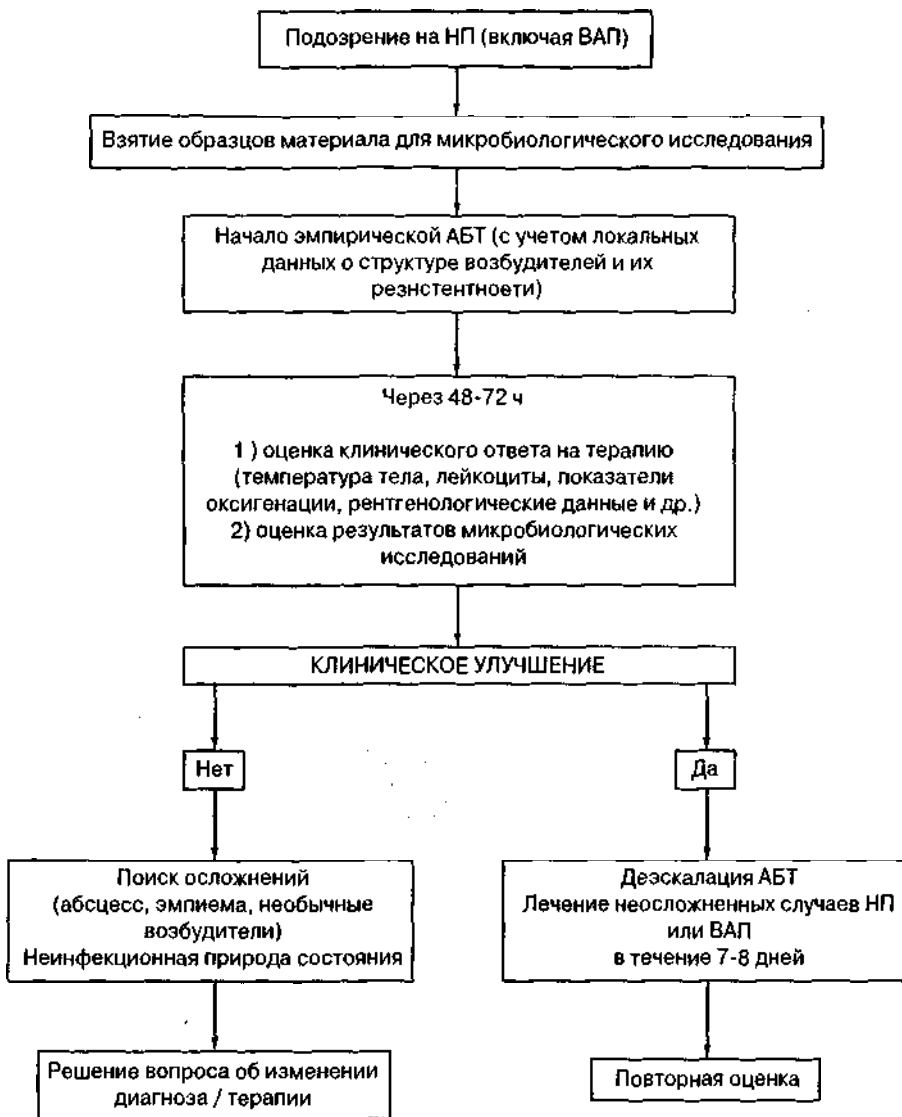 Подозрение на НП (включая ВАП)
Взятие образцов материала для микробиологического исследования
Начало эмпирической АБТ (с учетом локальных
данных о структуре возбудителей и их
резнстентноети)
Через 48-72 ч
1 ) оценка клинического ответа на терапию
(температура тела, лейкоциты, показатели
оксигенации, рентгенологические данные и др.)
2) оценка результатов микробиологических
исследований
КЛИНИЧЕСКОЕ УЛУЧШЕНИЕ
Нет
Да
Поиск осложнений
(абсцесс, эмпиема, необычные
возбудители)
Неинфекционная природа состояния
Деэскалация АБТ
Лечение неосложненных случаев НП
или ВАП
в течение 7-8 дней
Решение вопроса об изменении
диагноза / терапии
Повторная оценка